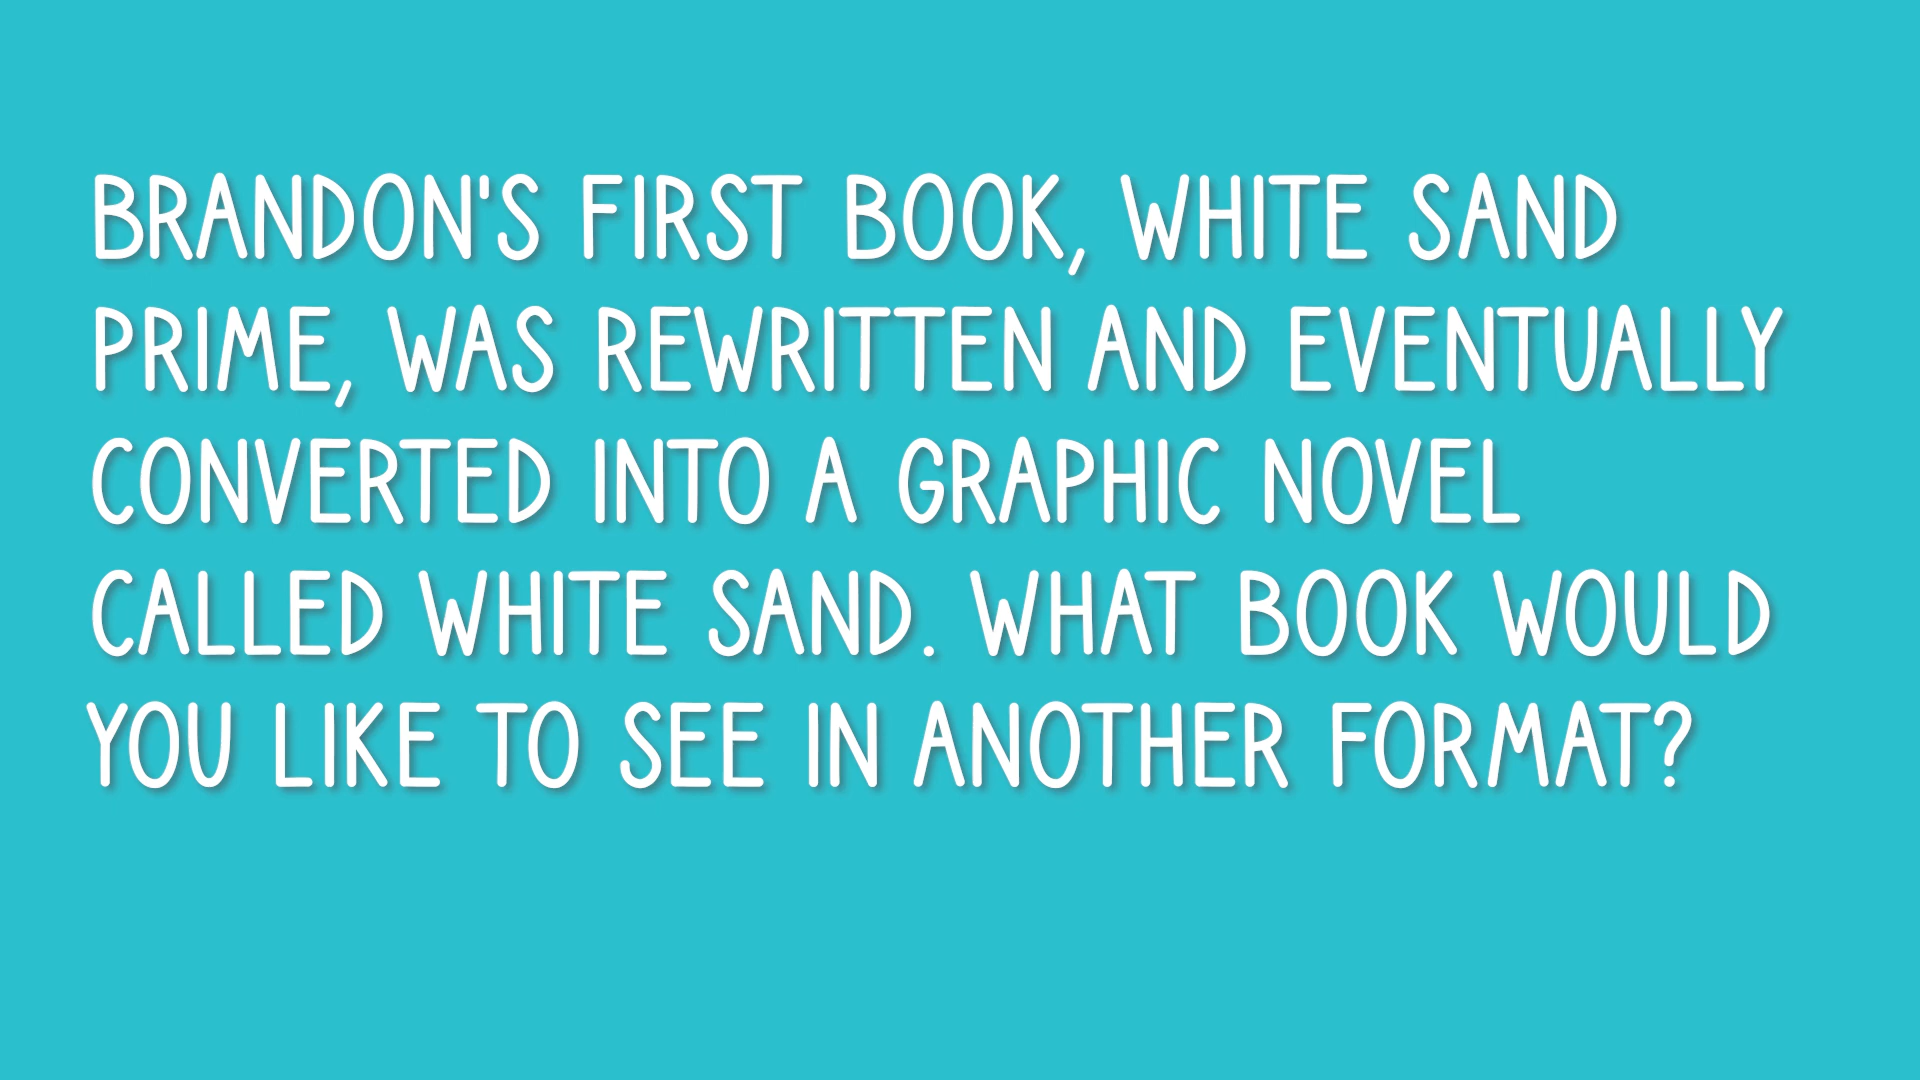 BRANDON'S FIRST BOOK, WHITE SAND
PRIME, WAS REWRITTEN AND EVENTUALLY
CONVERTED INTO A GRAPHIC NOVEL
CALLED WHITE SAND. WHAT BOOK WOULD
YOU LIKE TO SEE IN ANOTHER FORMAT?